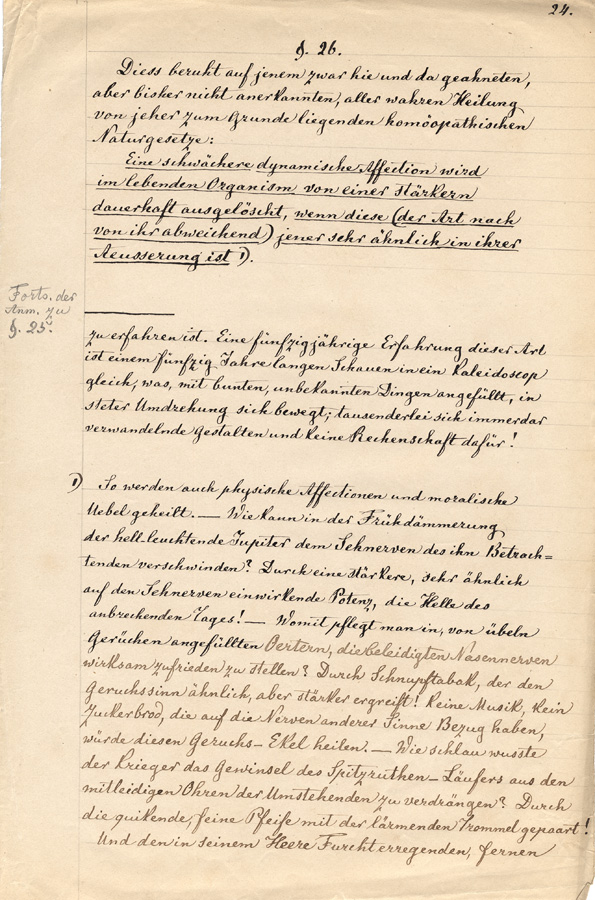 24.
§. 26.
Diess beruht auf jenem zwar hie und da geahneten,
aber bisher nicht anerkannten, aller wahren Heilung
von jeher zum Grunde liegenden homöopathischen
Naturgesetze:
Eine schwächere dynamische Affection wird
im lebenden Organism von einer stärkern
dauerhaft ausgelöscht, wenn diese (der Art nach
von ihr abweichend) jener sehr ähnlich in ihrer
Aeusserung ist 1).
Forts. der
Anm. zu
§. 25.
zu erfahren ist. Eine fünfzigjährige Erfahrung dieser Art
ist einem fünfzig Jahre langen Schauen in ein Kaleidoscop
gleich, was, mit bunten, unbekannten Dingen angefüllt, in
steter Umdrehung sich bewegt; tausenderlei sich immerdar
verwandelnde Gestalten und keine Rechenschaft dafür!
1) So werden auch physische Affectionen und moralische
Uebel geheilt. — Wie kann in der Frühdämmerung
der hell-leuchtende Jupiter dem Sehnerven des ihn Betrach=
tenden verschwinden? Durch eine stärkere, sehr ähnlich
auf den Sehnerven einwirkende Potenz, die Helle des
anbrechenden Tages! — Womit pflegt man in, von übeln
Gerüchen angefüllten Oertern, die beleidigten Nasennerven
wirksam zufrieden zu stellen? Durch Schnupftabak, der den
Geruchssinn ähnlich, aber stärker ergreift! Keine Musik, kein
Zuckerbrod, die auf die Nerven anderer Sinne Bezug haben,
würde diesen Geruchs-Ekel heilen. — Wie schlau wusste
der Krieger das Gewinsel des Spitzruthen-Läufers aus den
mitleidigen Ohren der Umstehenden zu verdrängen? Durch
die quikende, feine Pfeife mit der lärmenden Trommel gepaart!
Und den in seinem Heere Furcht erregenden, fernen